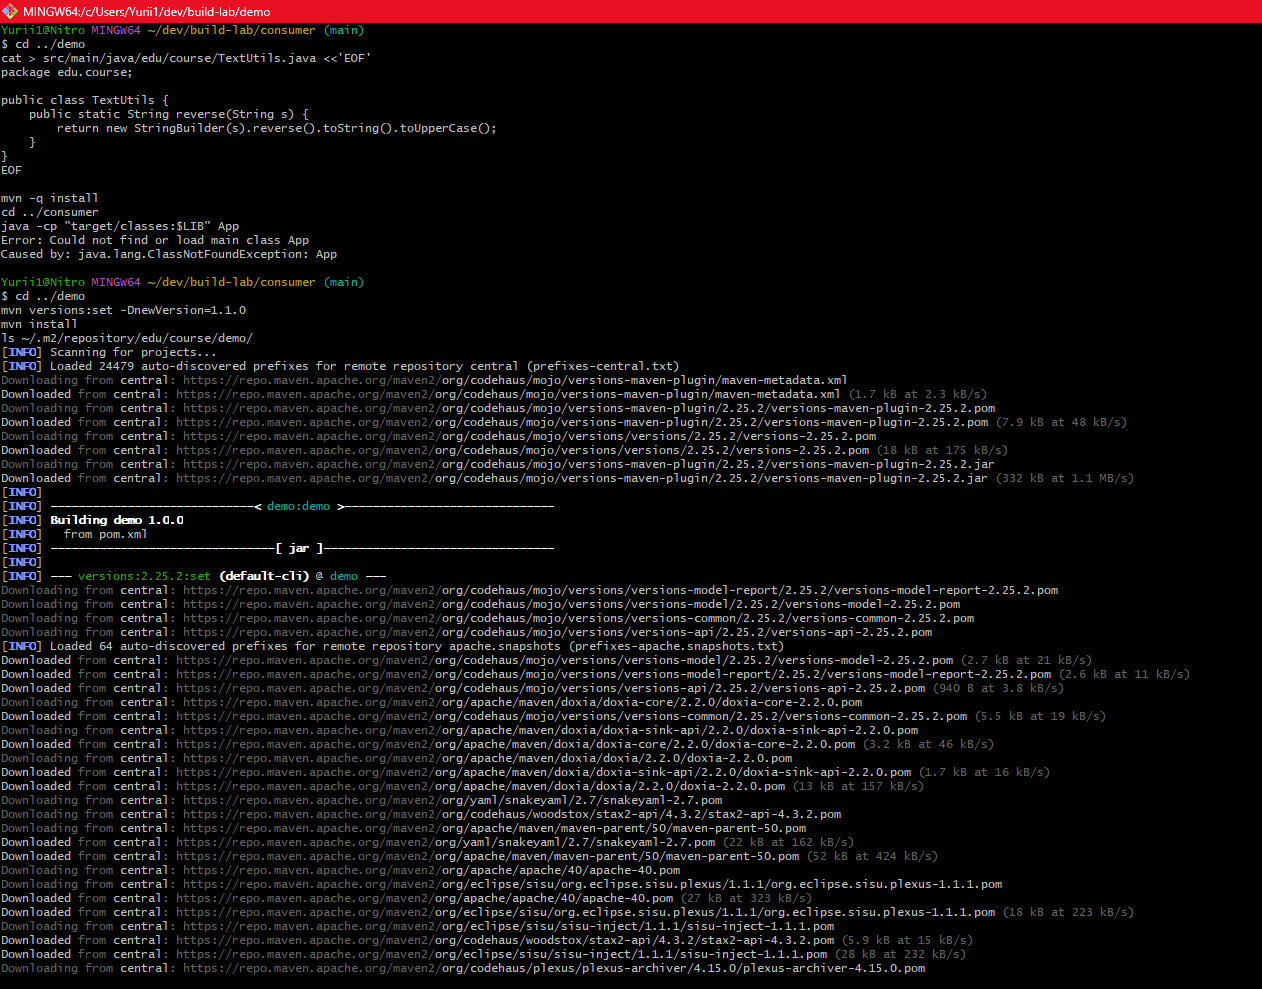 MINGW64:/c/Users/Yurii1/dev/build-lab/demo
Yurii1@Nitro MINGW64 ~/dev/build-lab/consumer (main)
$ cd ../demo
cat > src/main/java/edu/course/TextUtils.java <<'EOF'
package edu.course;

public class TextUtils {
    public static String reverse(String s) {
        return new StringBuilder(s).reverse().toString().toUpperCase();
    }
}
EOF

mvn -q install
cd ../consumer
java -cp "target/classes:$LIB" App
Error: Could not find or load main class App
Caused by: java.lang.ClassNotFoundException: App

Yurii1@Nitro MINGW64 ~/dev/build-lab/consumer (main)
$ cd ../demo
mvn versions:set -DnewVersion=1.1.0
mvn install
ls ~/.m2/repository/edu/course/demo/
[INFO] Scanning for projects...
[INFO] Loaded 24479 auto-discovered prefixes for remote repository central (prefixes-central.txt)
Downloading from central: https://repo.maven.apache.org/maven2/org/codehaus/mojo/versions-maven-plugin/maven-metadata.xml
Downloaded from central: https://repo.maven.apache.org/maven2/org/codehaus/mojo/versions-maven-plugin/maven-metadata.xml (1.7 kB at 2.3 kB/s)
Downloading from central: https://repo.maven.apache.org/maven2/org/codehaus/mojo/versions-maven-plugin/2.25.2/versions-maven-plugin-2.25.2.pom
Downloaded from central: https://repo.maven.apache.org/maven2/org/codehaus/mojo/versions-maven-plugin/2.25.2/versions-maven-plugin-2.25.2.pom (7.9 kB at 48 kB/s)
Downloading from central: https://repo.maven.apache.org/maven2/org/codehaus/mojo/versions/2.25.2/versions-2.25.2.pom
Downloaded from central: https://repo.maven.apache.org/maven2/org/codehaus/mojo/versions/2.25.2/versions-2.25.2.pom (18 kB at 175 kB/s)
Downloading from central: https://repo.maven.apache.org/maven2/org/codehaus/mojo/versions-maven-plugin/2.25.2/versions-maven-plugin-2.25.2.jar
Downloaded from central: https://repo.maven.apache.org/maven2/org/codehaus/mojo/versions-maven-plugin/2.25.2/versions-maven-plugin-2.25.2.jar (332 kB at 1.1 MB/s)
[INFO]
[INFO] -----------------------------< demo:demo >------------------------------
[INFO] Building demo 1.0.0
[INFO]   from pom.xml
[INFO] --------------------------------[ jar ]---------------------------------
[INFO]
[INFO] --- versions:2.25.2:set (default-cli) @ demo ---
Downloading from central: https://repo.maven.apache.org/maven2/org/codehaus/mojo/versions/versions-model-report/2.25.2/versions-model-report-2.25.2.pom
Downloading from central: https://repo.maven.apache.org/maven2/org/codehaus/mojo/versions/versions-model/2.25.2/versions-model-2.25.2.pom
Downloading from central: https://repo.maven.apache.org/maven2/org/codehaus/mojo/versions/versions-common/2.25.2/versions-common-2.25.2.pom
Downloading from central: https://repo.maven.apache.org/maven2/org/codehaus/mojo/versions/versions-api/2.25.2/versions-api-2.25.2.pom
[INFO] Loaded 64 auto-discovered prefixes for remote repository apache.snapshots (prefixes-apache.snapshots.txt)
Downloaded from central: https://repo.maven.apache.org/maven2/org/codehaus/mojo/versions/versions-model/2.25.2/versions-model-2.25.2.pom (2.7 kB at 21 kB/s)
Downloaded from central: https://repo.maven.apache.org/maven2/org/codehaus/mojo/versions/versions-model-report/2.25.2/versions-model-report-2.25.2.pom (2.6 kB at 11 kB/s)
Downloaded from central: https://repo.maven.apache.org/maven2/org/codehaus/mojo/versions/versions-api/2.25.2/versions-api-2.25.2.pom (940 B at 3.8 kB/s)
Downloading from central: https://repo.maven.apache.org/maven2/org/apache/maven/doxia/doxia-core/2.2.0/doxia-core-2.2.0.pom
Downloaded from central: https://repo.maven.apache.org/maven2/org/codehaus/mojo/versions/versions-common/2.25.2/versions-common-2.25.2.pom (5.5 kB at 19 kB/s)
Downloading from central: https://repo.maven.apache.org/maven2/org/apache/maven/doxia/doxia-sink-api/2.2.0/doxia-sink-api-2.2.0.pom
Downloaded from central: https://repo.maven.apache.org/maven2/org/apache/maven/doxia/doxia-core/2.2.0/doxia-core-2.2.0.pom (3.2 kB at 46 kB/s)
Downloading from central: https://repo.maven.apache.org/maven2/org/apache/maven/doxia/doxia/2.2.0/doxia-2.2.0.pom
Downloaded from central: https://repo.maven.apache.org/maven2/org/apache/maven/doxia/doxia-sink-api/2.2.0/doxia-sink-api-2.2.0.pom (1.7 kB at 16 kB/s)
Downloaded from central: https://repo.maven.apache.org/maven2/org/apache/maven/doxia/doxia/2.2.0/doxia-2.2.0.pom (13 kB at 157 kB/s)
Downloading from central: https://repo.maven.apache.org/maven2/org/yaml/snakeyaml/2.7/snakeyaml-2.7.pom
Downloading from central: https://repo.maven.apache.org/maven2/org/codehaus/woodstox/stax2-api/4.3.2/stax2-api-4.3.2.pom
Downloading from central: https://repo.maven.apache.org/maven2/org/apache/maven/maven-parent/50/maven-parent-50.pom
Downloaded from central: https://repo.maven.apache.org/maven2/org/yaml/snakeyaml/2.7/snakeyaml-2.7.pom (22 kB at 162 kB/s)
Downloaded from central: https://repo.maven.apache.org/maven2/org/apache/maven/maven-parent/50/maven-parent-50.pom (52 kB at 424 kB/s)
Downloading from central: https://repo.maven.apache.org/maven2/org/apache/apache/40/apache-40.pom
Downloading from central: https://repo.maven.apache.org/maven2/org/eclipse/sisu/org.eclipse.sisu.plexus/1.1.1/org.eclipse.sisu.plexus-1.1.1.pom
Downloaded from central: https://repo.maven.apache.org/maven2/org/apache/apache/40/apache-40.pom (27 kB at 323 kB/s)
Downloaded from central: https://repo.maven.apache.org/maven2/org/eclipse/sisu/org.eclipse.sisu.plexus/1.1.1/org.eclipse.sisu.plexus-1.1.1.pom (18 kB at 223 kB/s)
Downloading from central: https://repo.maven.apache.org/maven2/org/eclipse/sisu/sisu-inject/1.1.1/sisu-inject-1.1.1.pom
Downloaded from central: https://repo.maven.apache.org/maven2/org/codehaus/woodstox/stax2-api/4.3.2/stax2-api-4.3.2.pom (5.9 kB at 15 kB/s)
Downloaded from central: https://repo.maven.apache.org/maven2/org/eclipse/sisu/sisu-inject/1.1.1/sisu-inject-1.1.1.pom (28 kB at 232 kB/s)
Downloading from central: https://repo.maven.apache.org/maven2/org/codehaus/plexus/plexus-archiver/4.15.0/plexus-archiver-4.15.0.pom